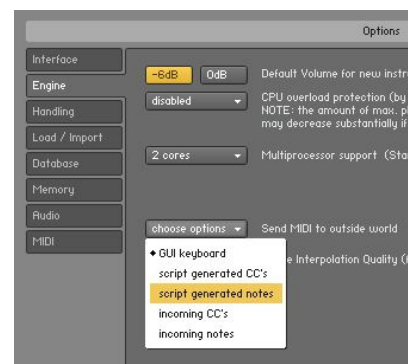 Options
Interface
Engine
Handling
Load / Import
Database
Memory
Audio
MIDI
-6dB 0dB Default Volume for new
disabled CPU overload protection (by
NOTE: the amount of max.
may decrease substantially if
2 cores Multiprocessor support
choose options Send MIDI to outside world
◆ GUI keyboard
script generated CC's
Interpolation Quality
script generated notes
incoming CC's
incoming notes